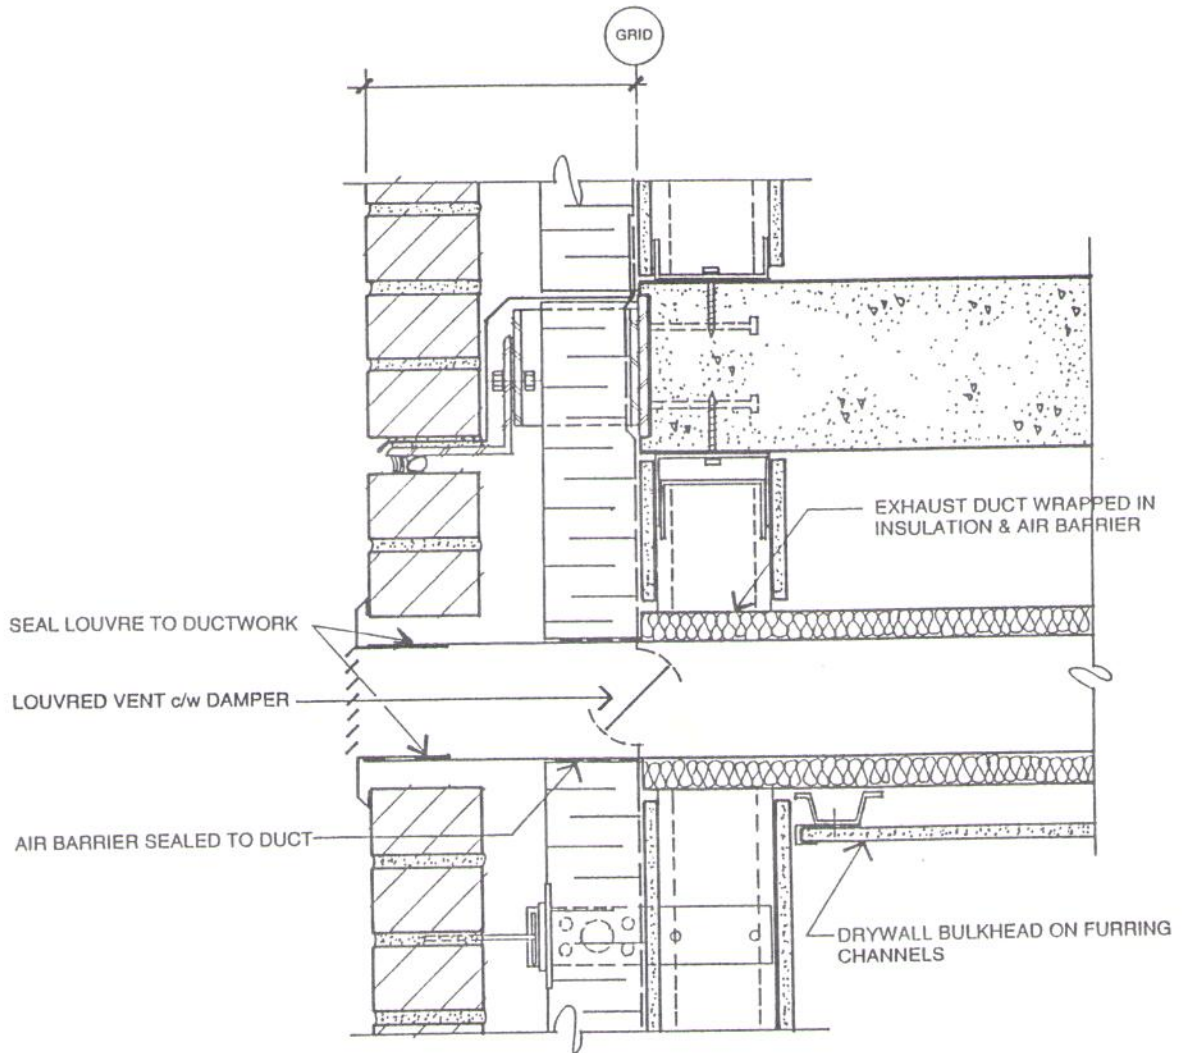 GRID
EXHAUST DUCT WRAPPED IN
INSULATION & AIR BARRIER
SEAL LOUVRE TO DUCTWORK
LOUVRED VENT c/w DAMPER
AIR BARRIER SEALED TO DUCT
DRYWALL BULKHEAD ON FURRING
CHANNELS